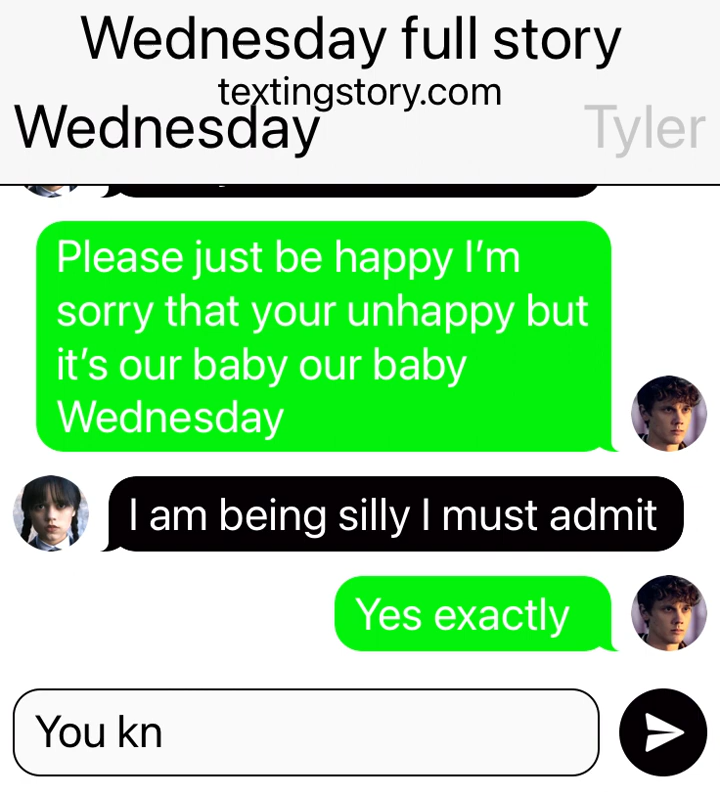 Wednesday full story
textingstory.com
Wednesday Tyler
Please just be happy I’m
sorry that your unhappy but
it’s our baby our baby
Wednesday
I am being silly I must admit
Yes exactly
You kn